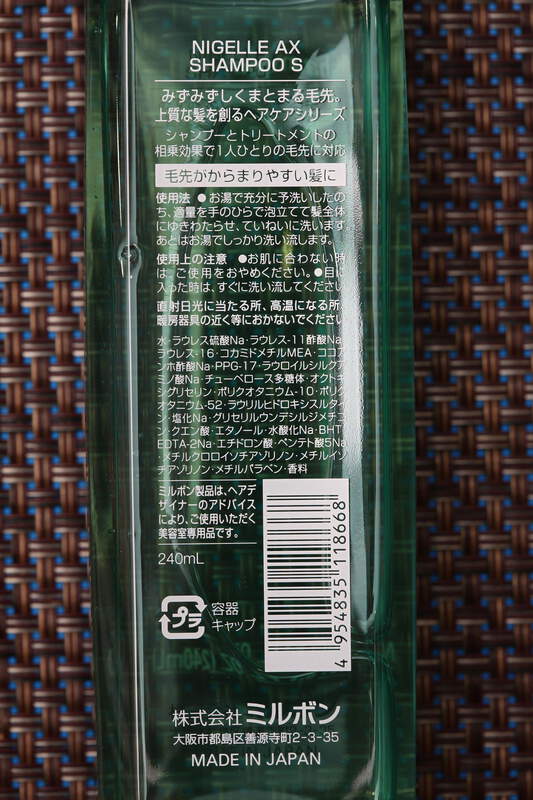 NIGELLE AX
SHAMPOO S
みずみずしくまとまる毛先。
上質な髪を創るヘアケアシリーズ
シャンプーとトリートメントの
相乗効果で1人ひとりの毛先に対応
毛先がからまりやすい髪に
使用法 ●お湯で充分に予洗いしたの
ち、適量を手のひらで泡立てて髪全体
にゆきわたらせ、ていねいに洗います。
あとはお湯でしっかり洗い流します。
使用上の注意 ●お肌に合わない時
は、ご使用をおやめください。●目に
入った時は、すぐに洗い流してください
直射日光に当たる所、高温になる所、
暖房器具の近く等におかないでください
水・ラウレス硫酸Na・ラウレス-11酢酸Na
ラウレス-16・コカミドメチルMEA・ココア
ンホ酢酸Na・PPG-17・ラウロイルシルクア
ミノ酸Na・チューベロース多糖体・オクトキ
シグリセリン・ポリクオタニウム-10・ポリク
オタニウム-52・ラウリルヒドロキシスルタイ
ン・塩化Na・グリセリルウンデシルジメチコ
ン・クエン酸・エタノール・水酸化Na・BHT
EDTA-2Na・エチドロン酸・ペンテト酸5Na
・メチルクロロイソチアゾリノン・メチルイソ
チアゾリノン・メチルパラベン・香料
ミルボン製品は、ヘアデ
ザイナーのアドバイス
により、ご使用いただく
美容室専用品です。
240mL
プラ
容器
キャップ
4 954835 118668
株式会社 ミルボン
大阪市都島区善源寺町2-3-35
MADE IN JAPAN